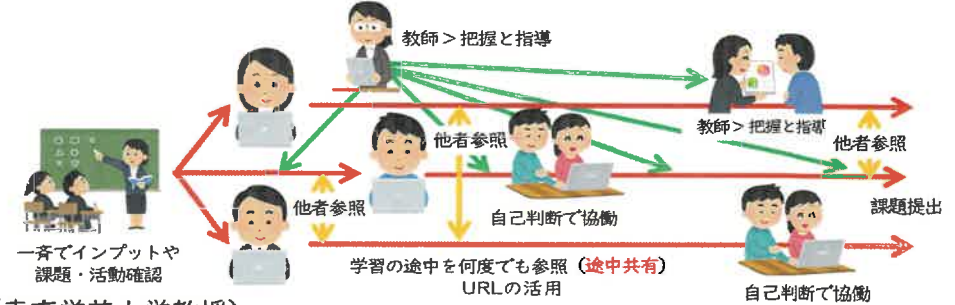 教師>把握と指導
教師>把握と指導
他者参照
他者参照
他者参照
自己判断で協働
課題提出
一斉でインプットや
課題・活動確認
学習の途中を何度でも参照(途中共有)
URLの活用
自己判断で協働